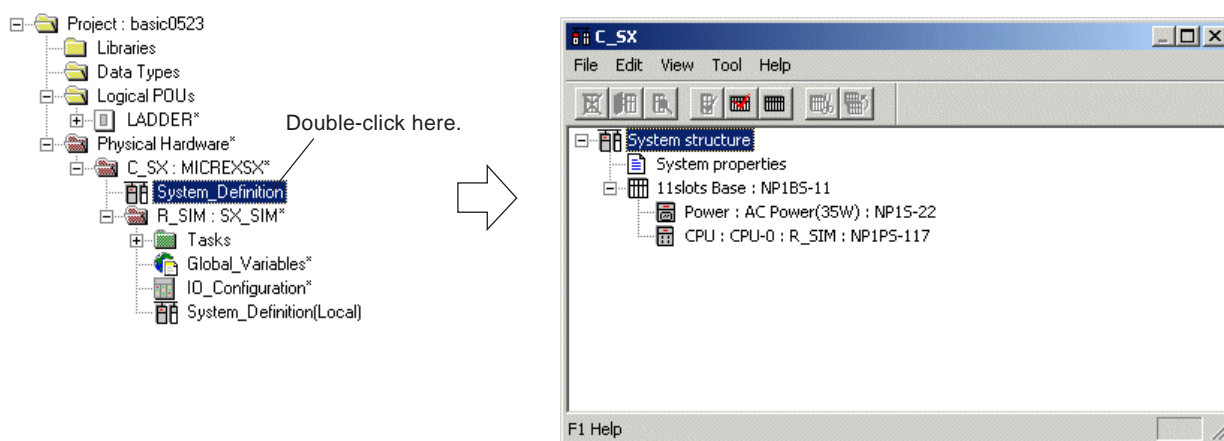 Project : basic0523
Libraries
Data Types
Logical POUs
LADDER*
Double-click here.
Physical Hardware*
C_SX : MICREXSX*
System_Definition
R_SIM : SX_SIM*
Tasks
Global_Variables*
IO_Configuration*
System_Definition(Local)
C_SX
File Edit View Tool Help
System structure
System properties
11slots Base : NP1BS-11
Power : AC Power(35W) : NP1S-22
CPU : CPU-0 : R_SIM : NP1PS-117
F1 Help